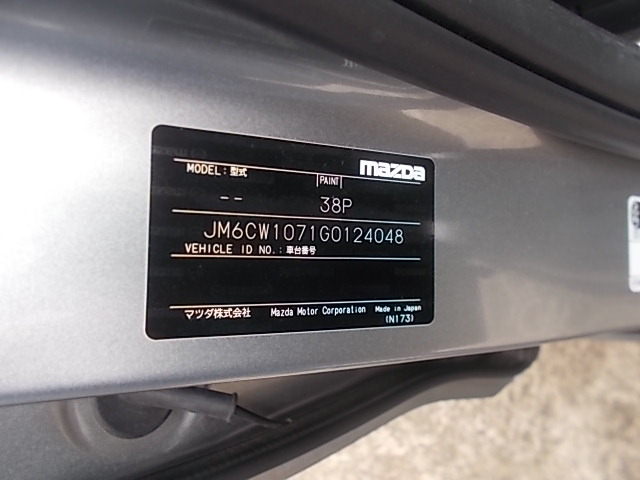 mazda
MODEL:型式
PAINT
-- 38P
JM6CW1071G0124048
VEHICLE ID NO.:車台番号
マツダ株式会社 Mazda Motor Corporation Made in Japan
(N173)